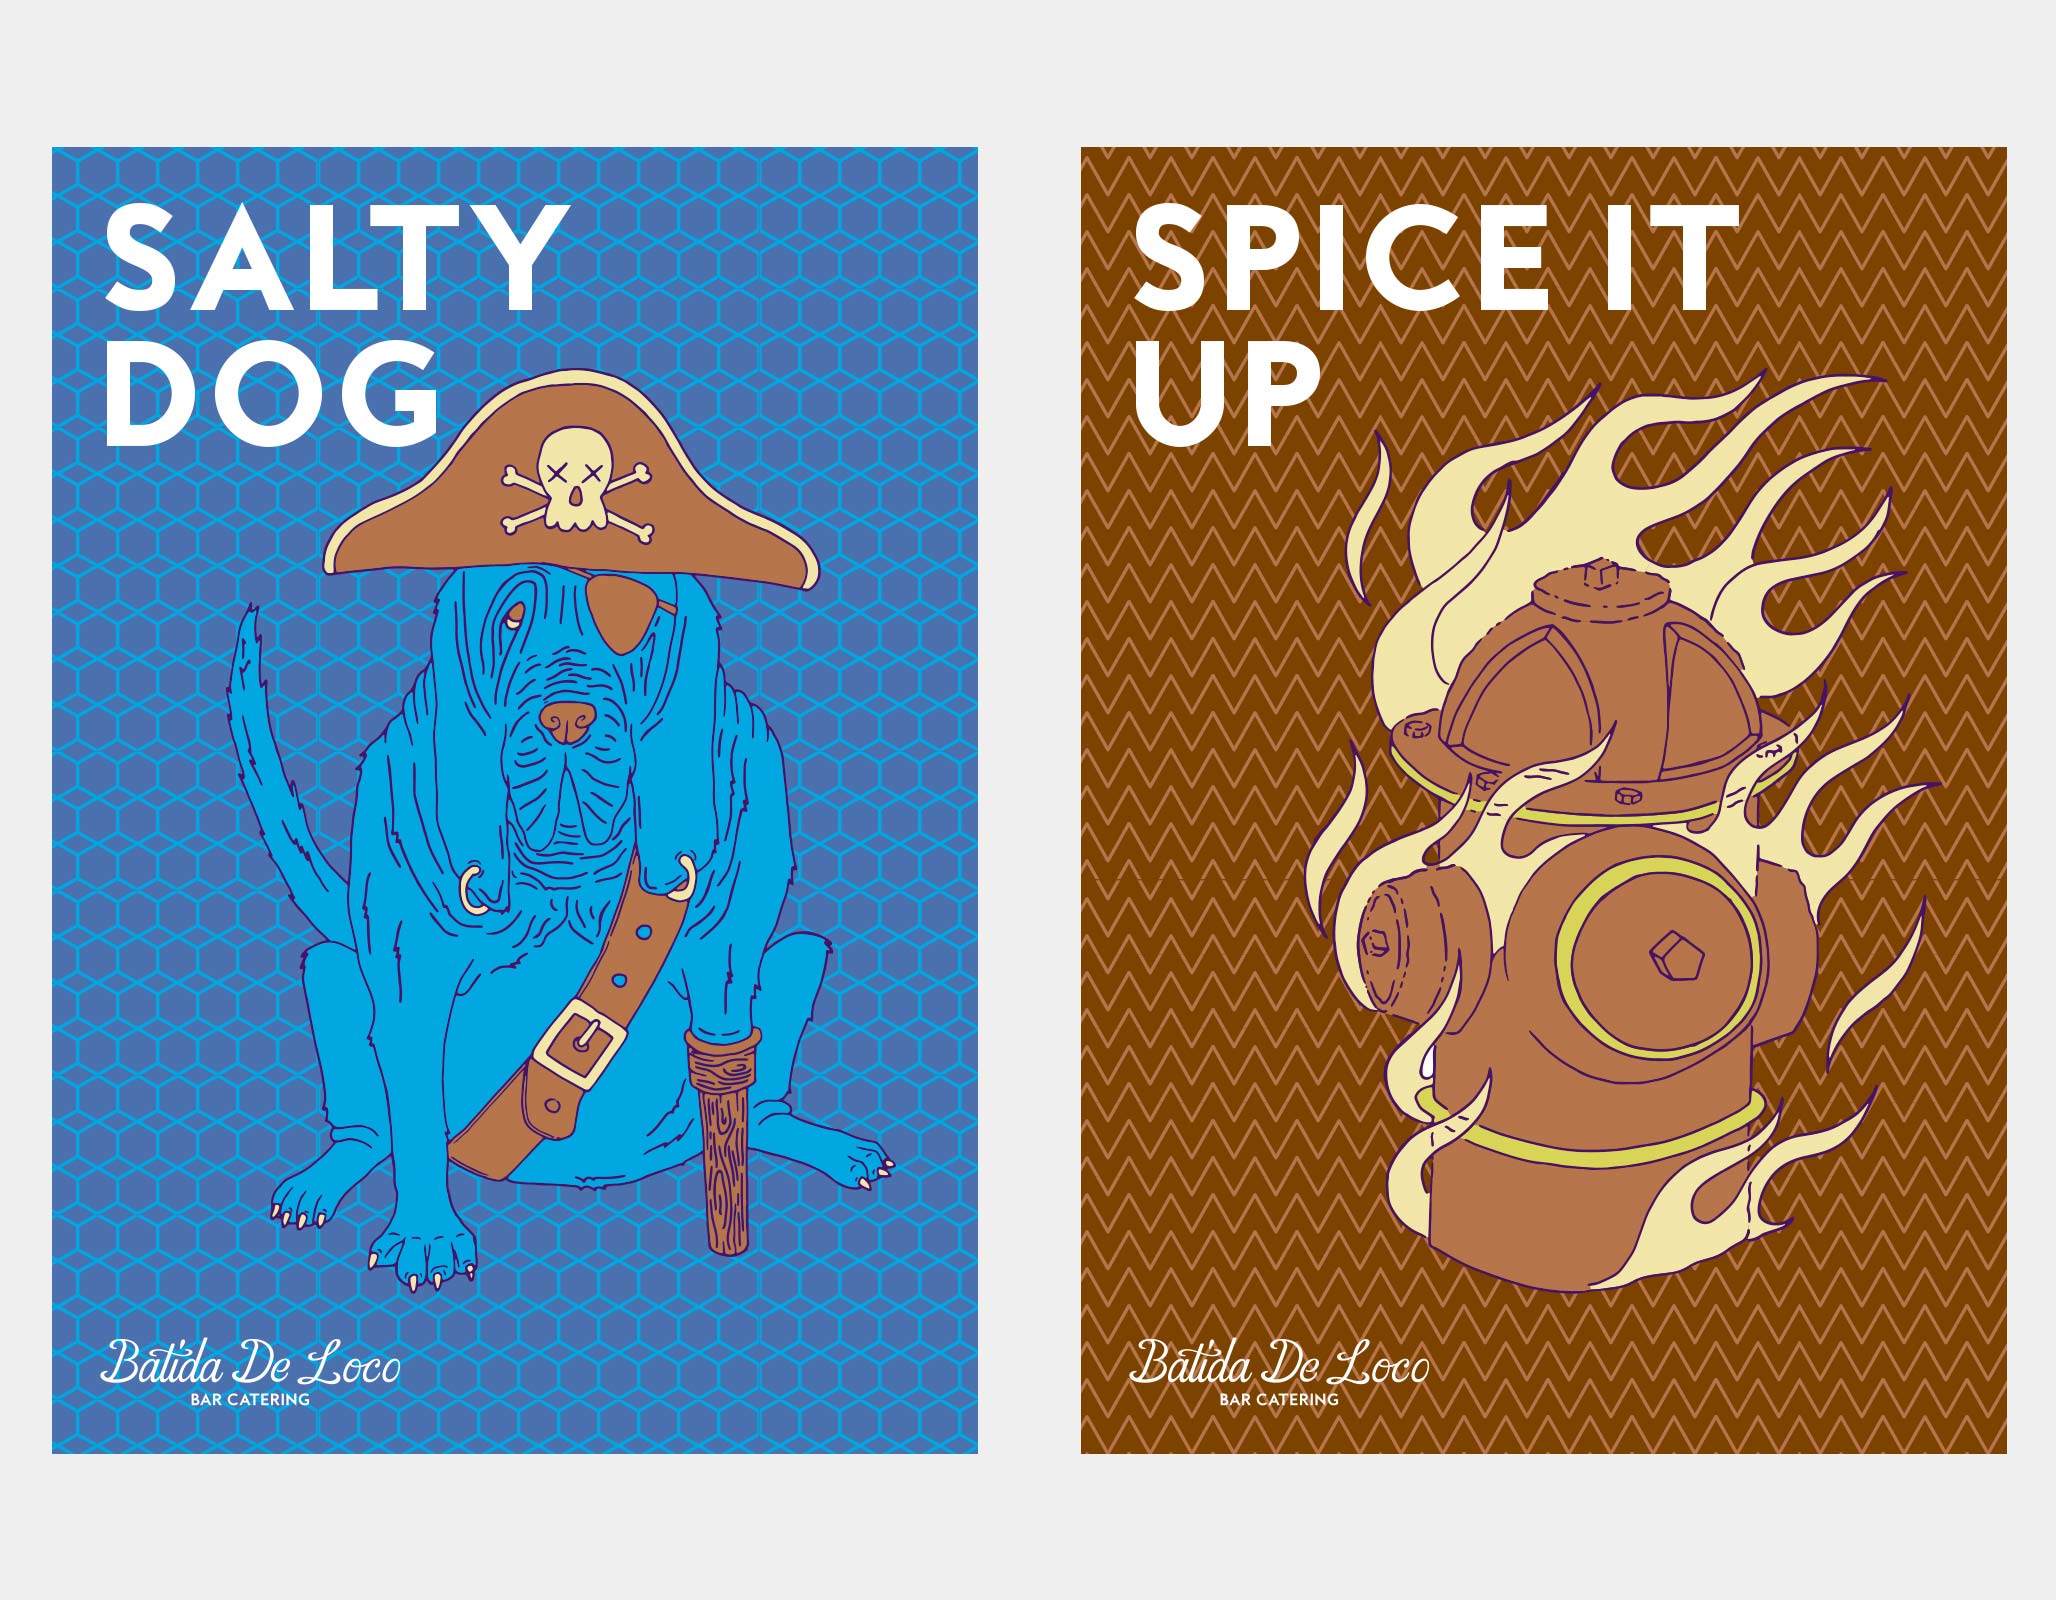 SALTY
DOG
Batida De Loco
BAR CATERING
SPICE IT
UP
Batida De Loco
BAR CATERING